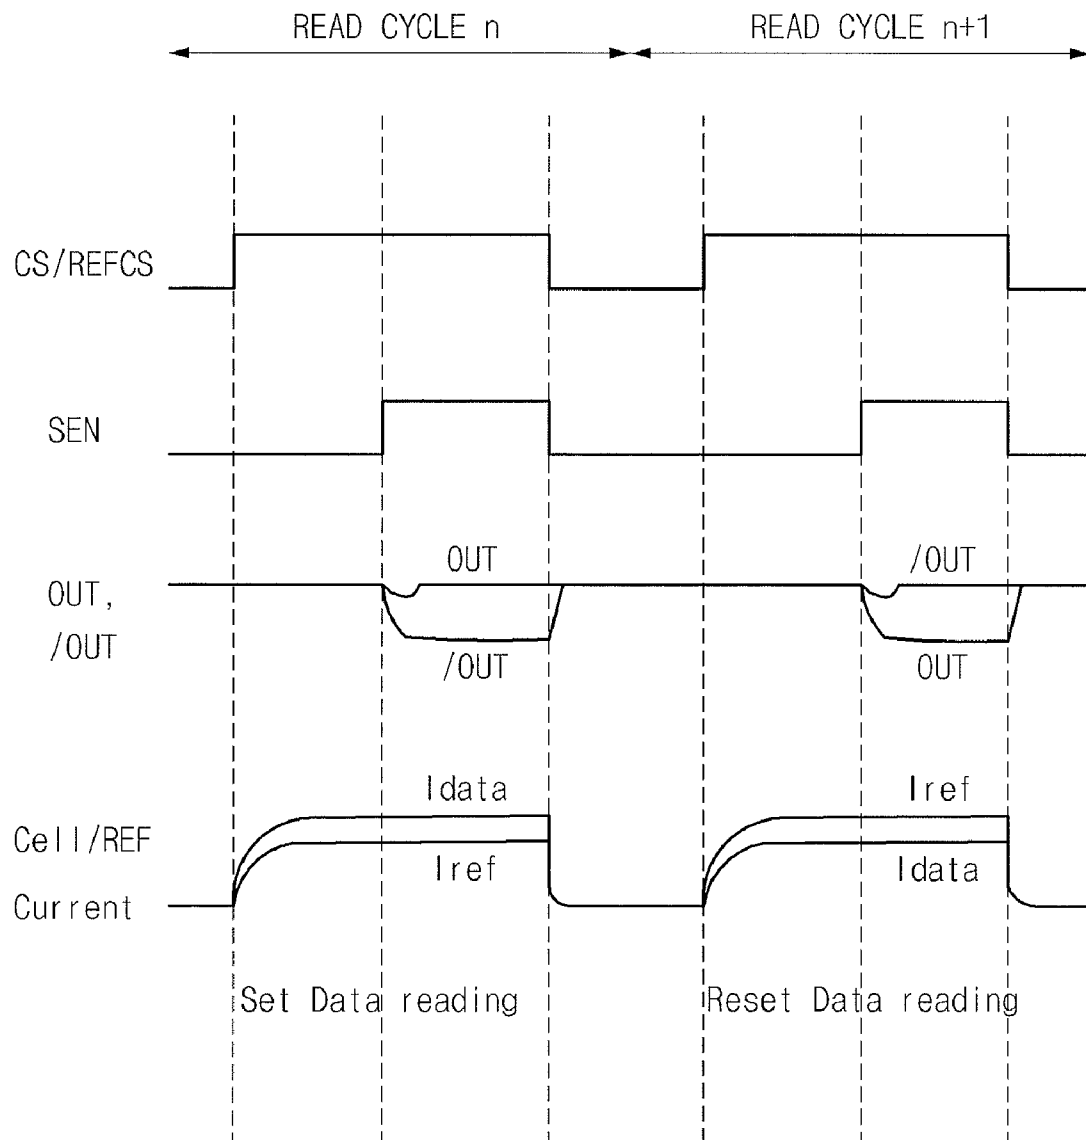 READ CYCLE n
READ CYCLE n+1
CS/REFCS
SEN
OUT
/OUT
OUT,
/OUT
/OUT
OUT
Idata
Iref
Cell/REF
Iref
Idata
Current
Set Data reading
Reset Data reading